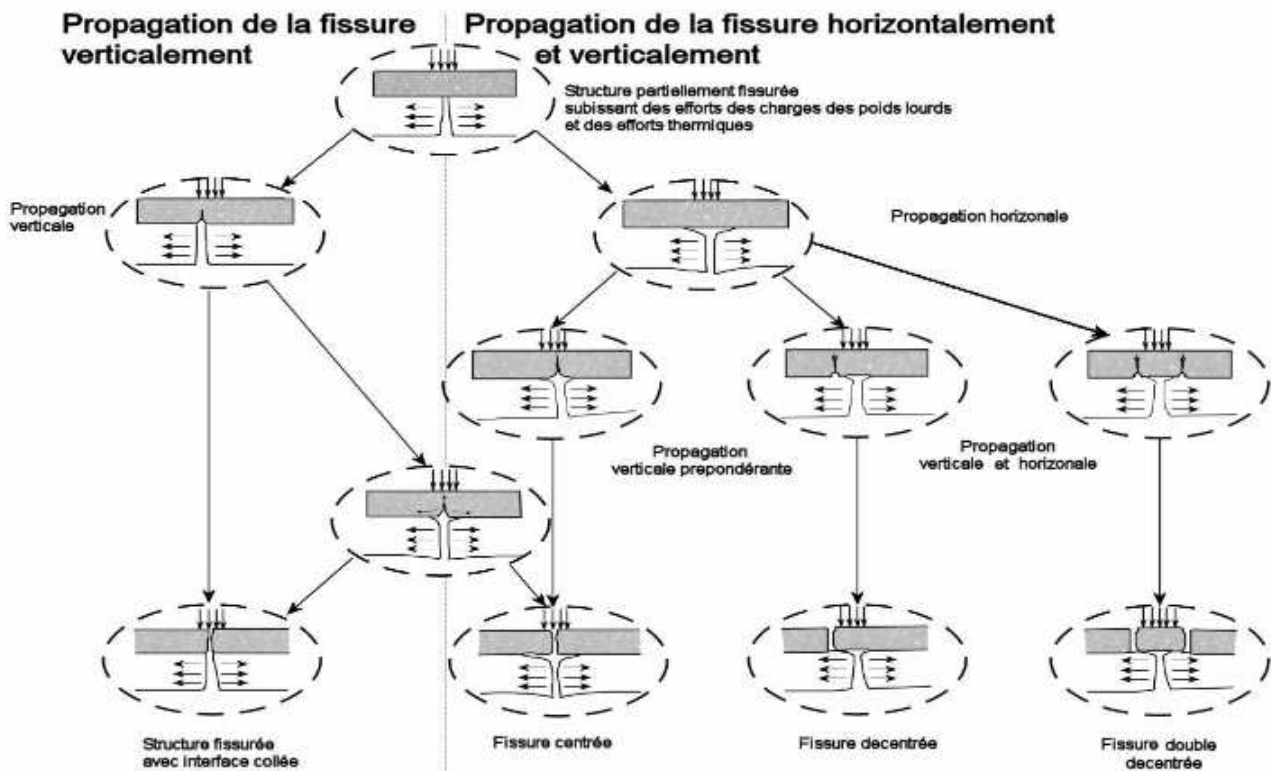 Propagation de la fissure
verticalement
Propagation de la fissure horizontalement
et verticalement
Structure partiellement fissurée
subissant des efforts des charges des poids lourds
et des efforts thermiques
Propagation
verticale
Propagation horizonale
Propagation
verticale prepondérante
Propagation
verticale et horizonale
Structure fissurée
avec interface collée
Fissure centrée
Fissure decentrée
Fissure double
decentrée